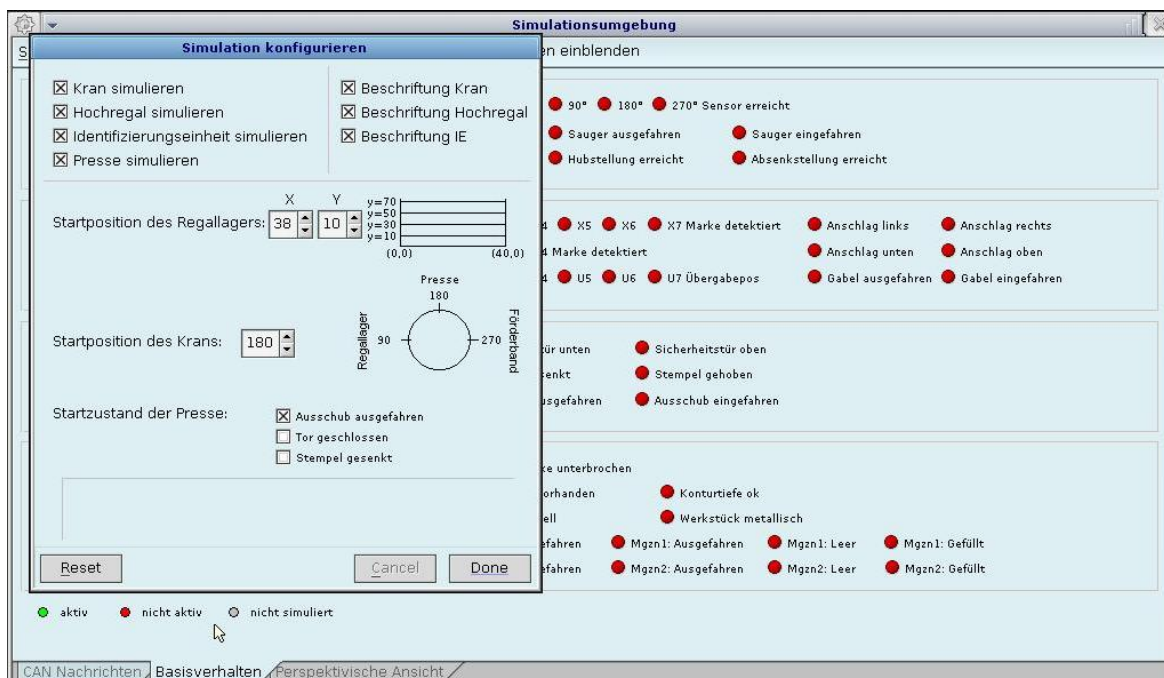 Simulationsumgebung
S
en einblenden
Simulation konfigurieren
Kran simulieren
Beschriftung Kran
Hochregal simulieren
Beschriftung Hochregal
Identifizierungseinheit simulieren
Beschriftung IE
Presse simulieren
X Y
Startposition des Regallagers: 38 10
y=70
y=50
y=30
y=10
(0,0) (40,0)
Presse
180
Startposition des Krans: 180
Regallager
90
270
Förderband
Startzustand der Presse:
Ausschub ausgefahren
Tor geschlossen
Stempel gesenkt
Reset Cancel Done
90° 180° 270° Sensor erreicht
Sauger ausgefahren Sauger eingefahren
Hubstellung erreicht Absenkstellung erreicht
4 X5 X6 X7 Marke detektiert Anschlag links Anschlag rechts
4 Marke detektiert Anschlag unten Anschlag oben
4 U5 U6 U7 Übergabepos Gabel ausgefahren Gabel eingefahren
tür unten Sicherheitstür oben
senkt Stempel gehoben
usgefahren Ausschub eingefahren
ke unterbrochen
orhanden Konturtiefe ok
ell Werkstück metallisch
efahren Mgzn1: Ausgefahren Mgzn1: Leer Mgzn1: Gefüllt
efahren Mgzn2: Ausgefahren Mgzn2: Leer Mgzn2: Gefüllt
aktiv nicht aktiv nicht simuliert
CAN Nachrichten Basisverhalten Perspektivische Ansicht